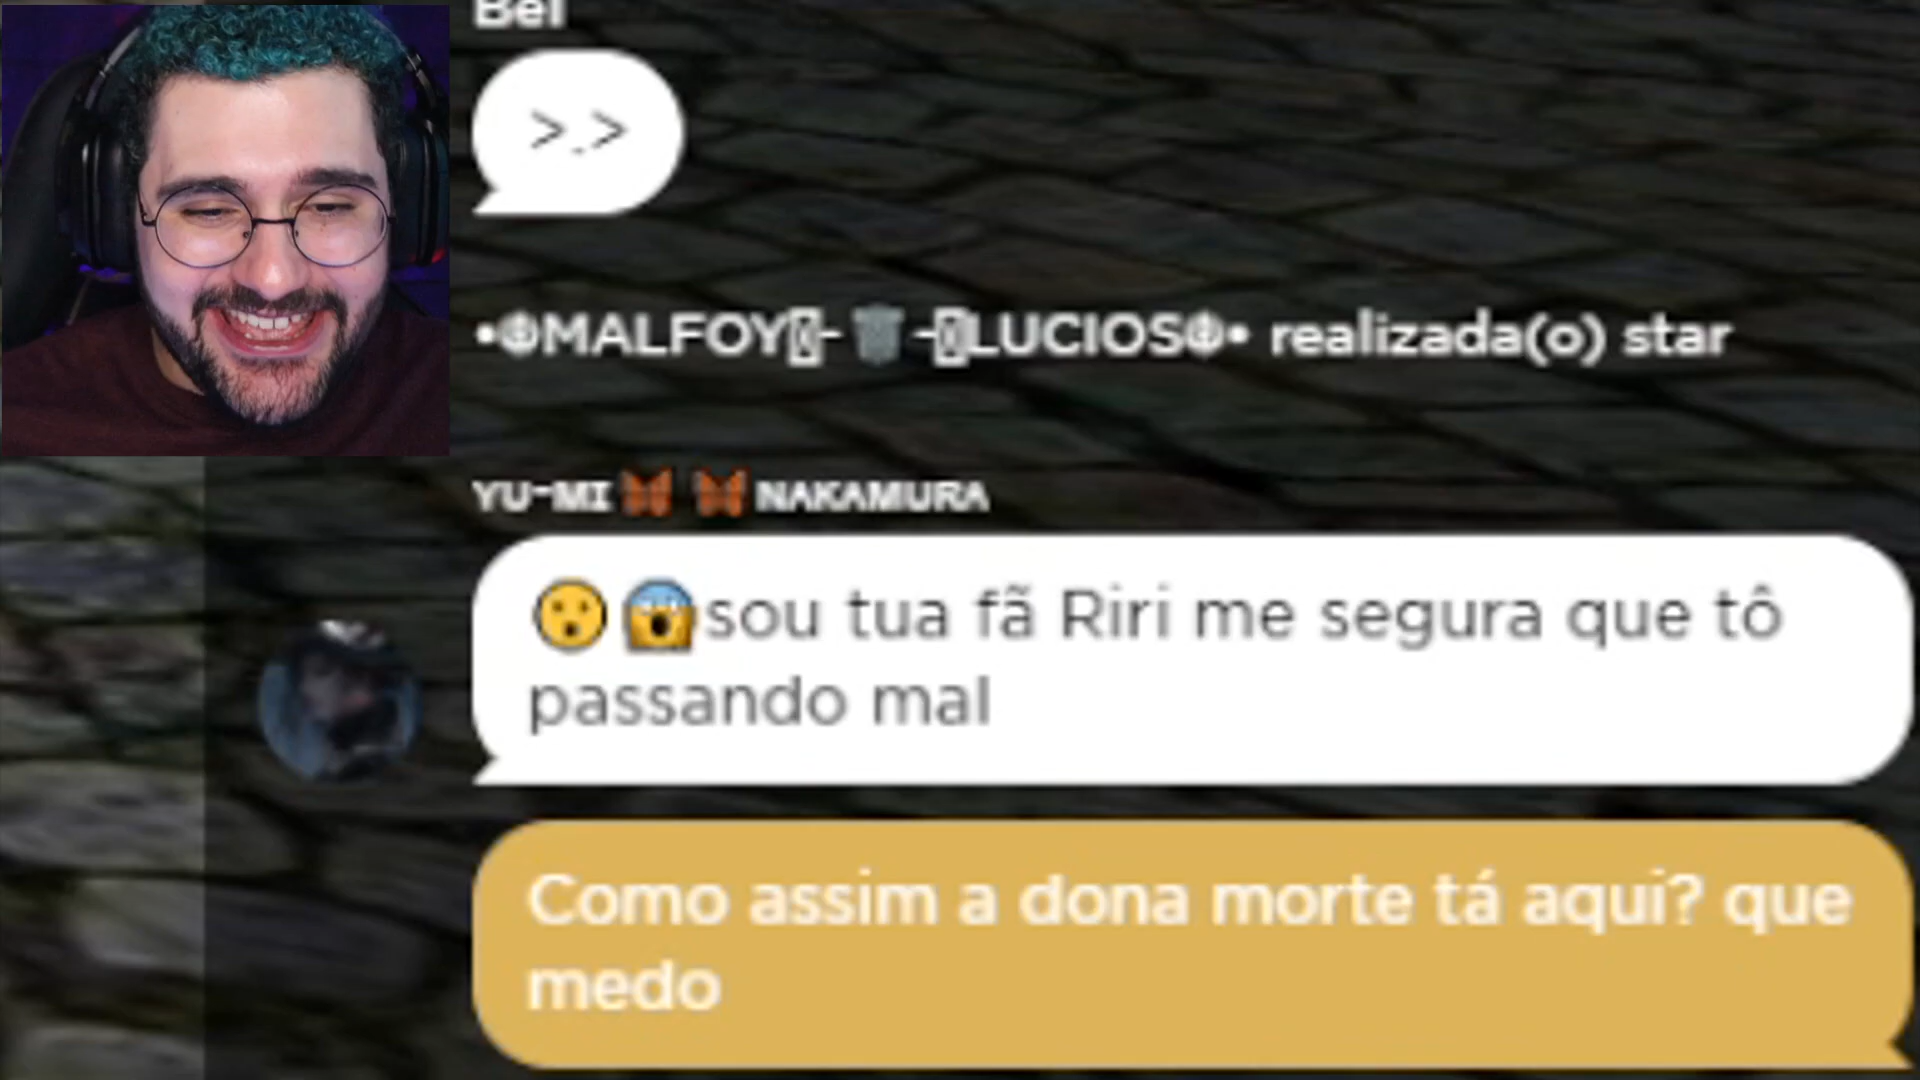 Bel
>.>
•☮MALFOY▯-🗑️-▯LUCIOS☮• realizada(o) star
YU-MI🦋 🦋NAKAMURA
😯😱sou tua fã Riri me segura que tô
passando mal
Como assim a dona morte tá aqui? que
medo